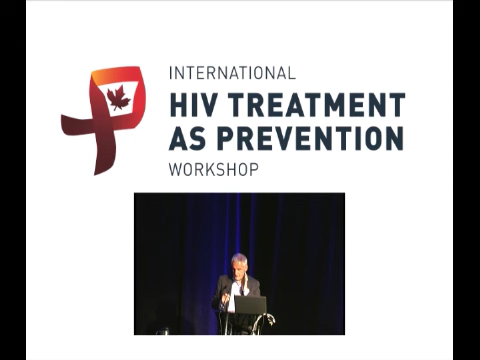 INTERNATIONAL
HIV TREATMENT
AS PREVENTION
WORKSHOP